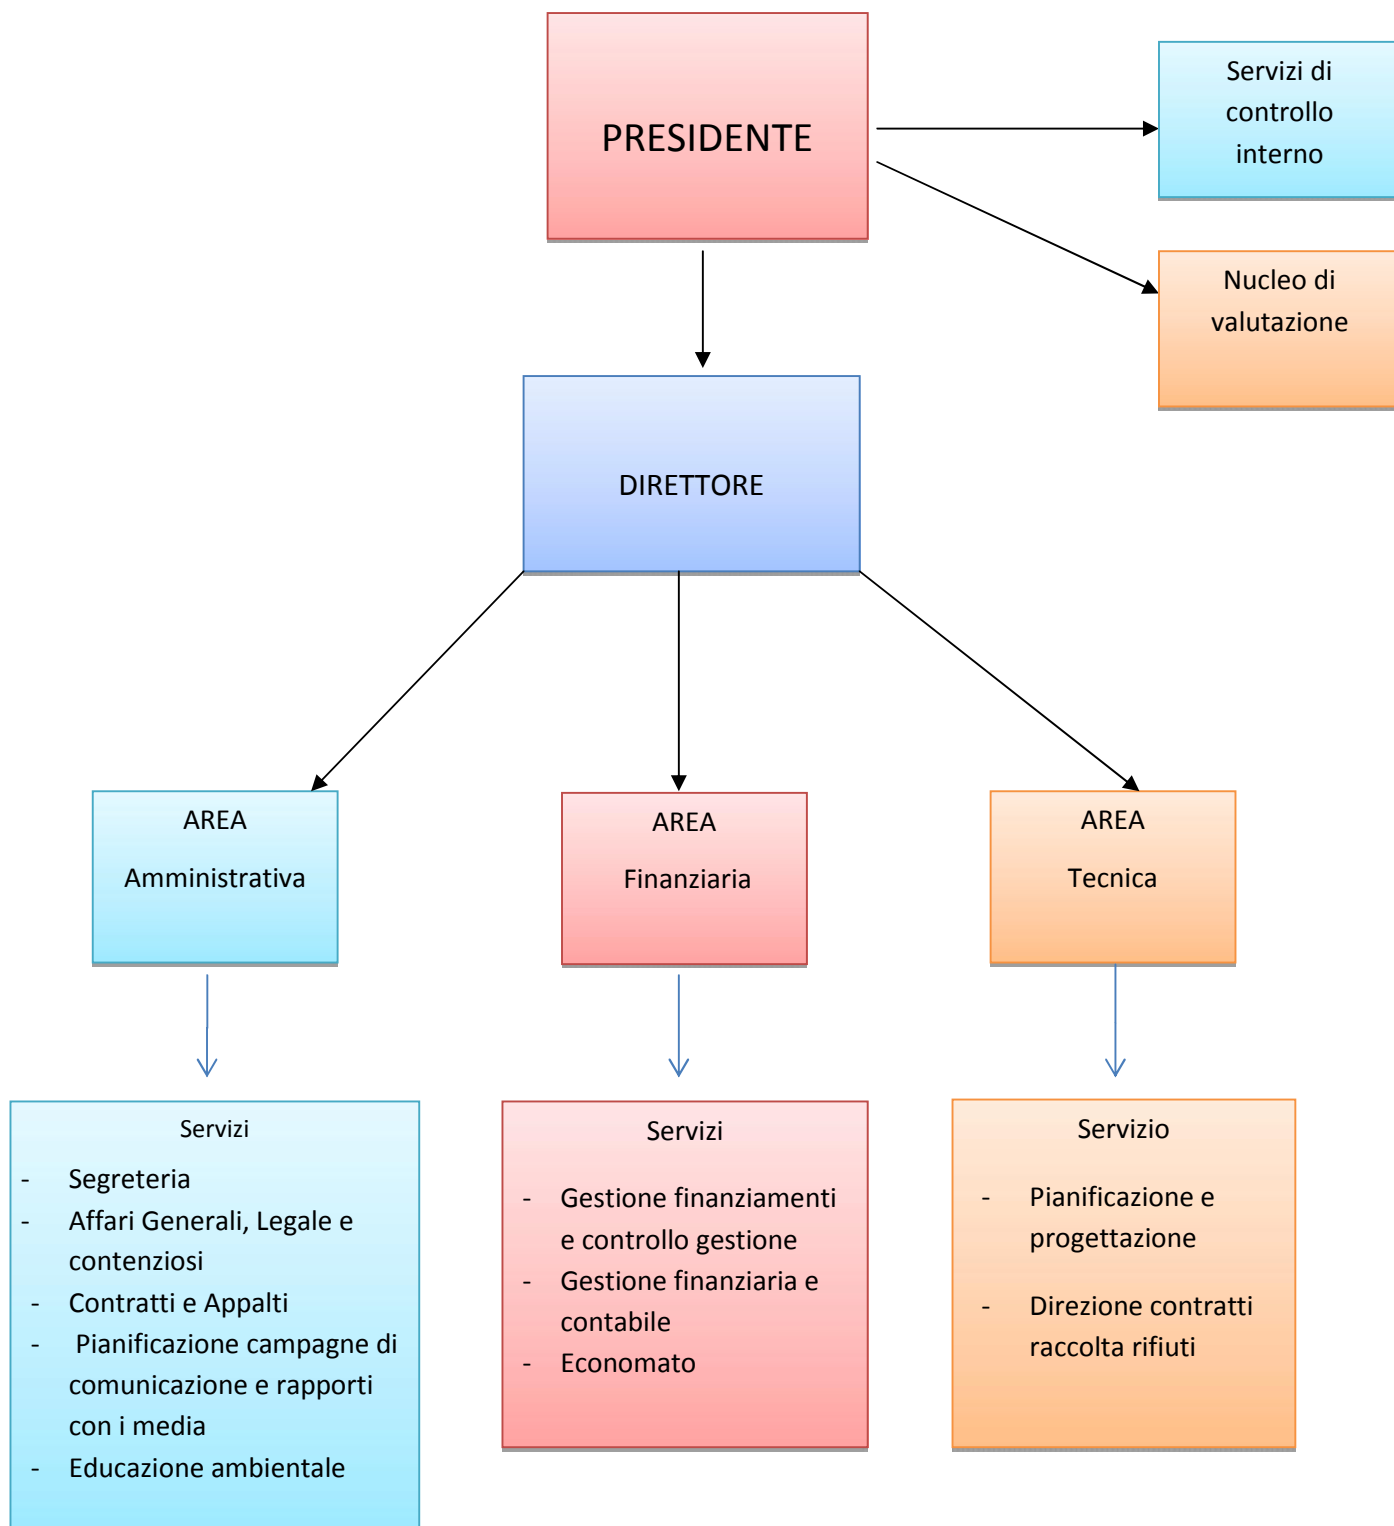 PRESIDENTE
Servizi di
controllo
interno
Nucleo di
valutazione
DIRETTORE
AREA
Amministrativa
AREA
Finanziaria
AREA
Tecnica
Servizi
- Segreteria
- Affari Generali, Legale e
contenziosi
- Contratti e Appalti
- Pianificazione campagne di
comunicazione e rapporti
con i media
- Educazione ambientale
Servizi
- Gestione finanziamenti
e controllo gestione
- Gestione finanziaria e
contabile
- Economato
Servizio
- Pianificazione e
progettazione
- Direzione contratti
raccolta rifiuti